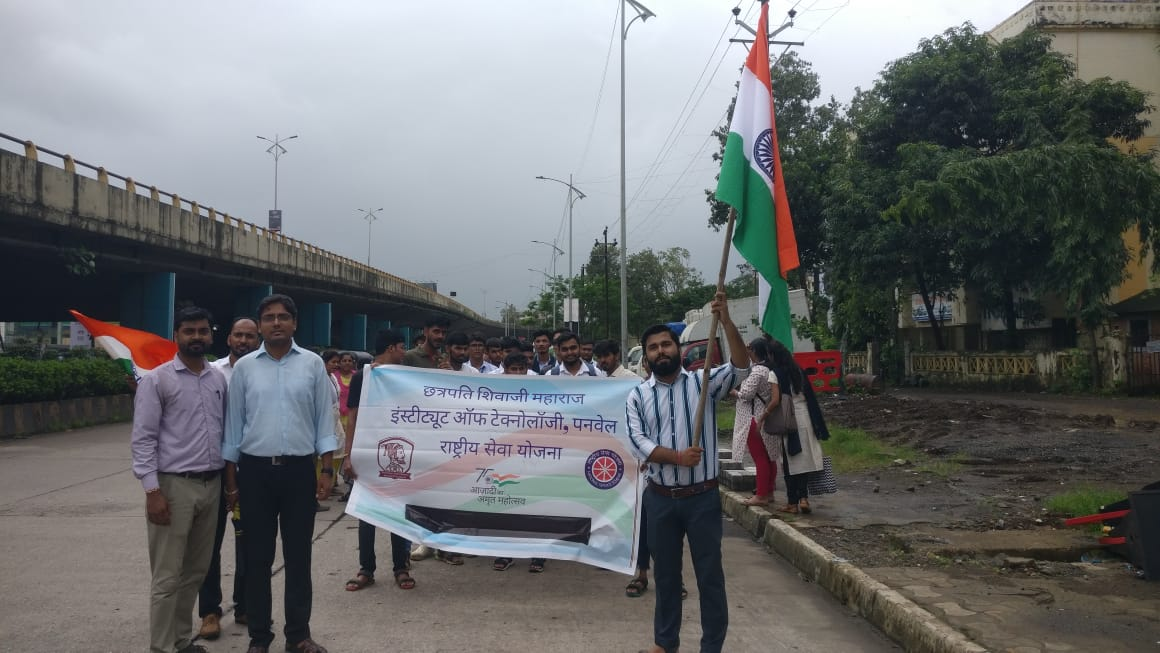 छत्रपति शिवाजी महाराज
इंस्टीट्यूट ऑफ टेक्नोलॉजी, पनवेल
राष्ट्रीय सेवा योजना
75
आज़ादी का
अमृत महोत्सव